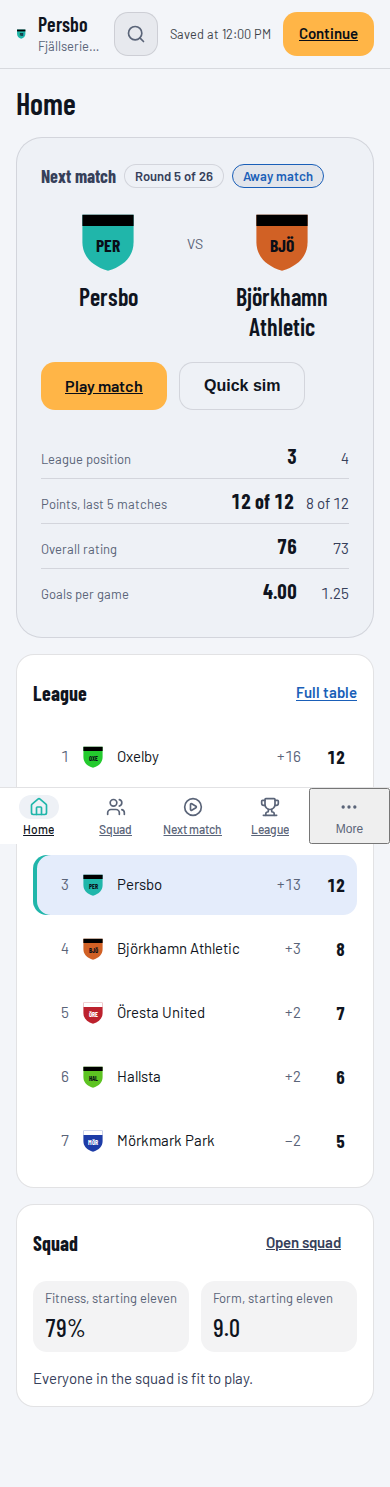 Persbo
Fjällserie...
Saved at 12:00 PM
Continue
Home
Next match
Round 5 of 26
Away match
PER
VS
BJÖ
Persbo
Björkhamn
Athletic
Play match
Quick sim
League position 3 4
Points, last 5 matches 12 of 12 8 of 12
Overall rating 76 73
Goals per game 4.00 1.25
League
Full table
1 OXE Oxelby +16 12
Home
Squad
Next match
League
More
3 PER Persbo +13 12
4 BJÖ Björkhamn Athletic +3 8
5 ÖRE Öresta United +2 7
6 HAL Hallsta +2 6
7 MÖR Mörkmark Park −2 5
Squad
Open squad
Fitness, starting eleven
79%
Form, starting eleven
9.0
Everyone in the squad is fit to play.